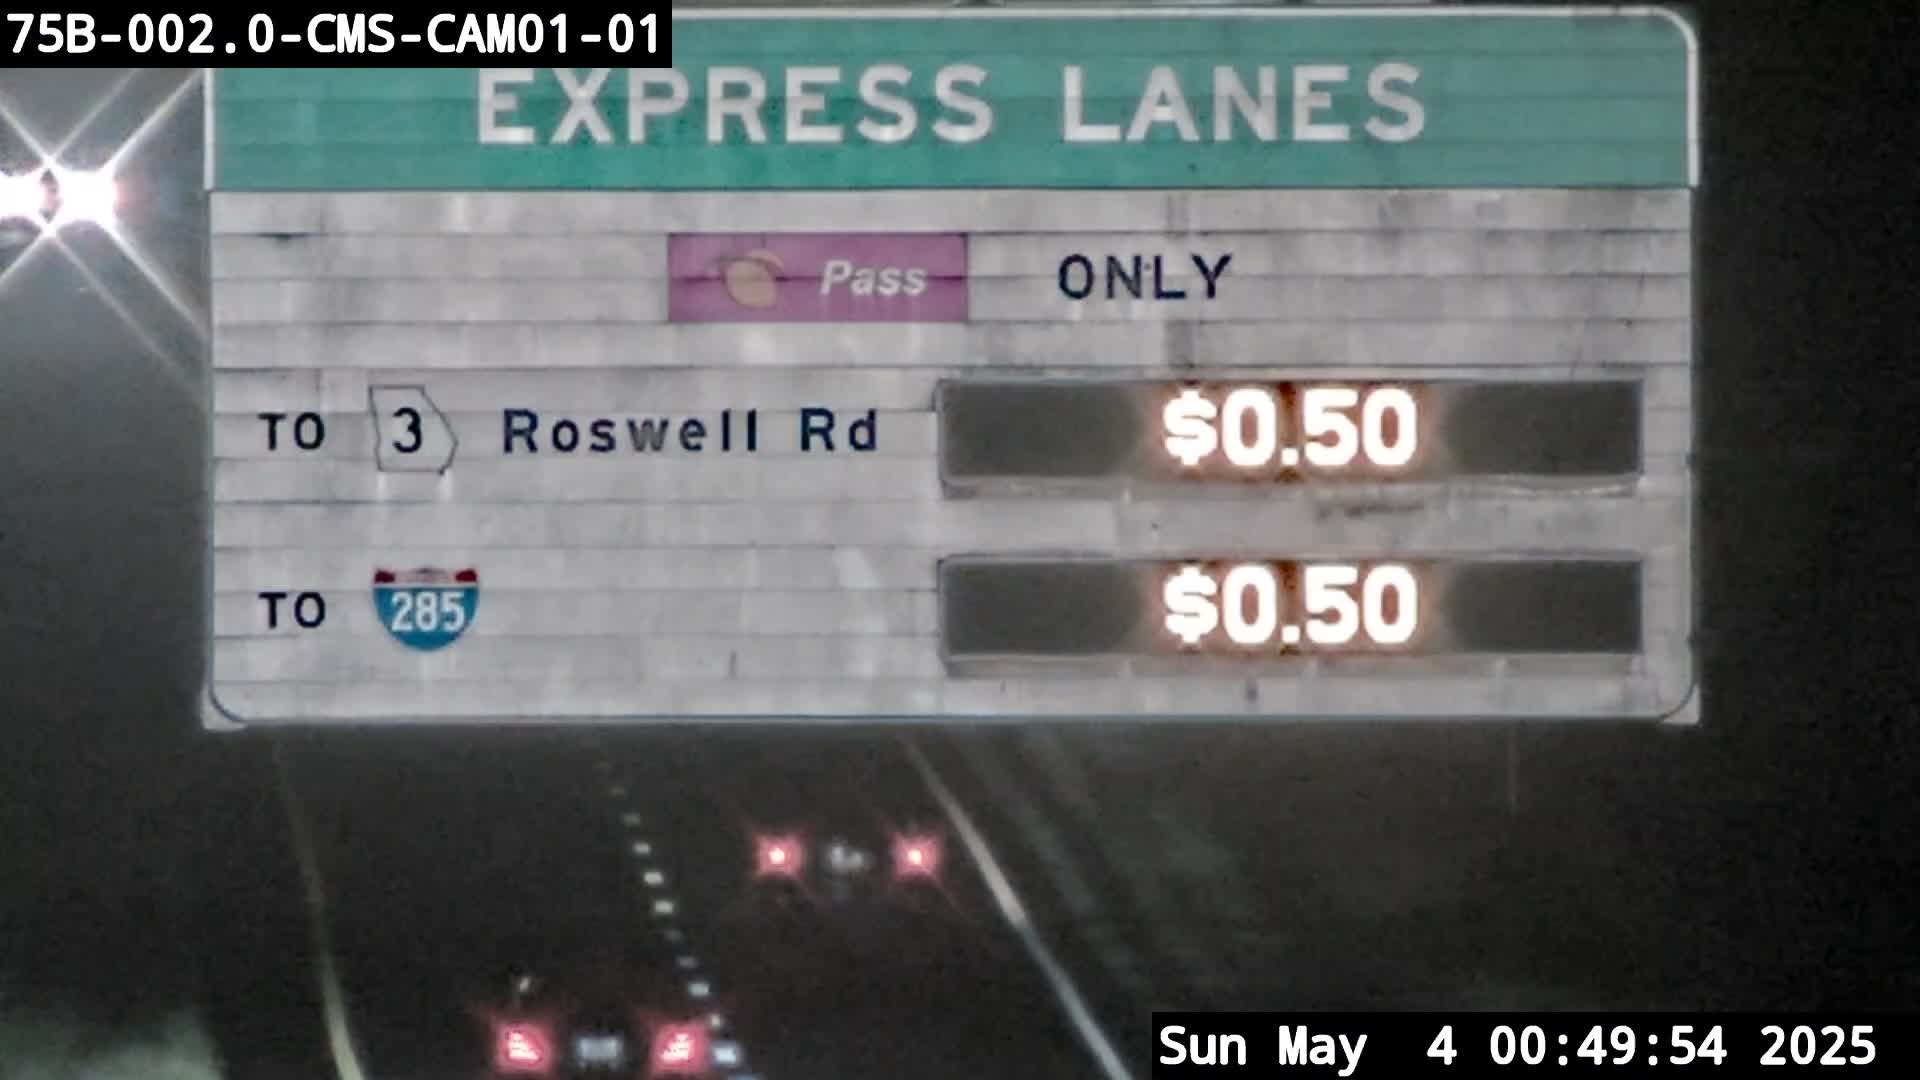 75B-002.0-CMS-CAM01-01
EXPRESS LANES
Pass ONLY
TO 3 Roswell Rd $0.50
TO 285 $0.50
Sun May 4 00:49:54 2025